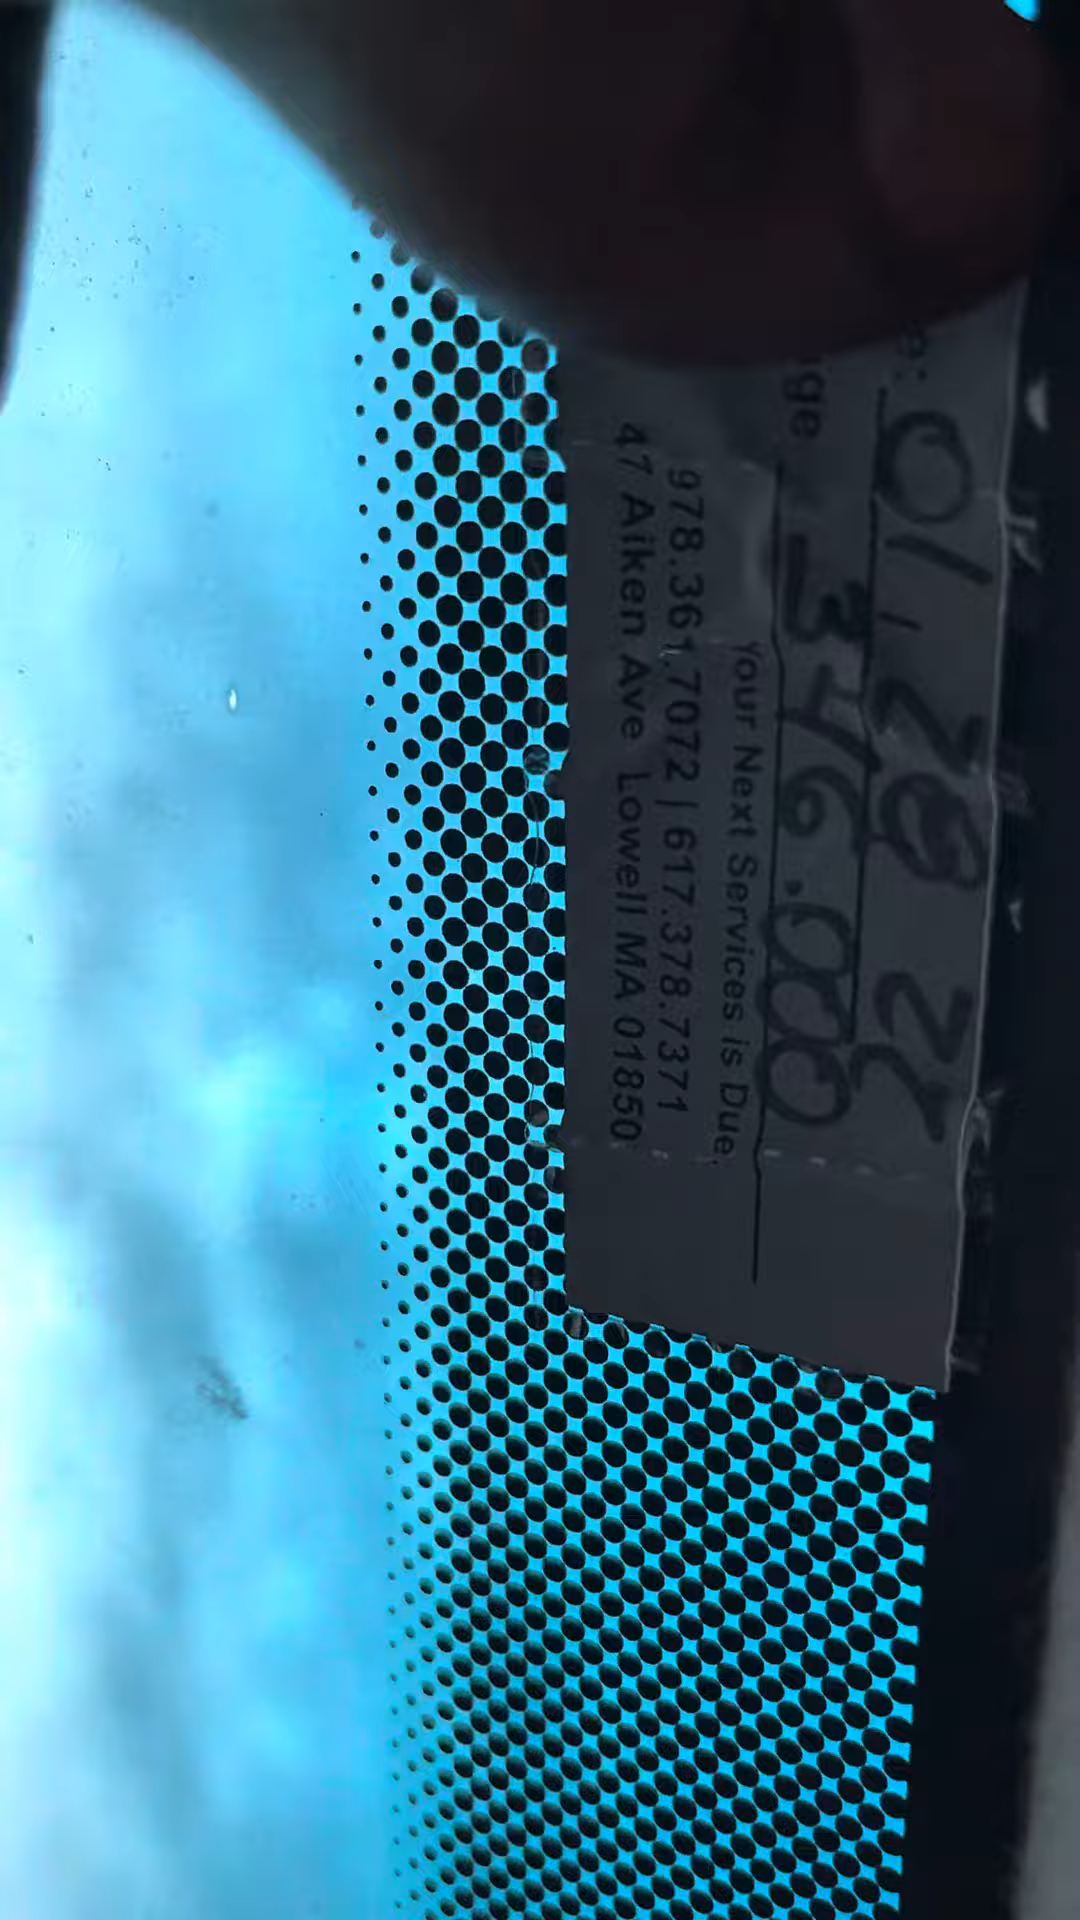 e: 01, 28
ge 346.000
Your Next Services is Due
978.361.7072 | 617.378.7371
47 Aiken Ave Lowell MA 01850